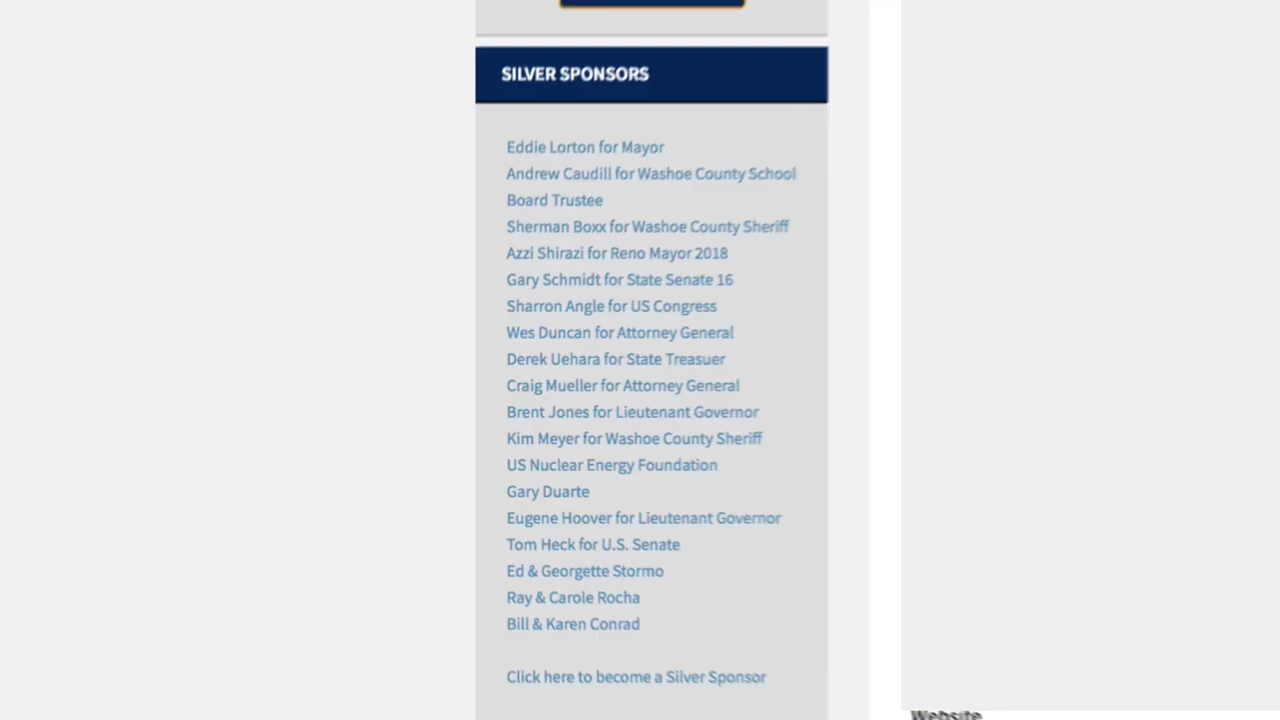 SILVER SPONSORS
Eddie Lorton for Mayor
Andrew Caudill for Washoe County School
Board Trustee
Sherman Boxx for Washoe County Sheriff
Azzi Shirazi for Reno Mayor 2018
Gary Schmidt for State Senate 16
Sharron Angle for US Congress
Wes Duncan for Attorney General
Derek Uehara for State Treasuer
Craig Mueller for Attorney General
Brent Jones for Lieutenant Governor
Kim Meyer for Washoe County Sheriff
US Nuclear Energy Foundation
Gary Duarte
Eugene Hoover for Lieutenant Governor
Tom Heck for U.S. Senate
Ed & Georgette Stormo
Ray & Carole Rocha
Bill & Karen Conrad
Click here to become a Silver Sponsor
Website